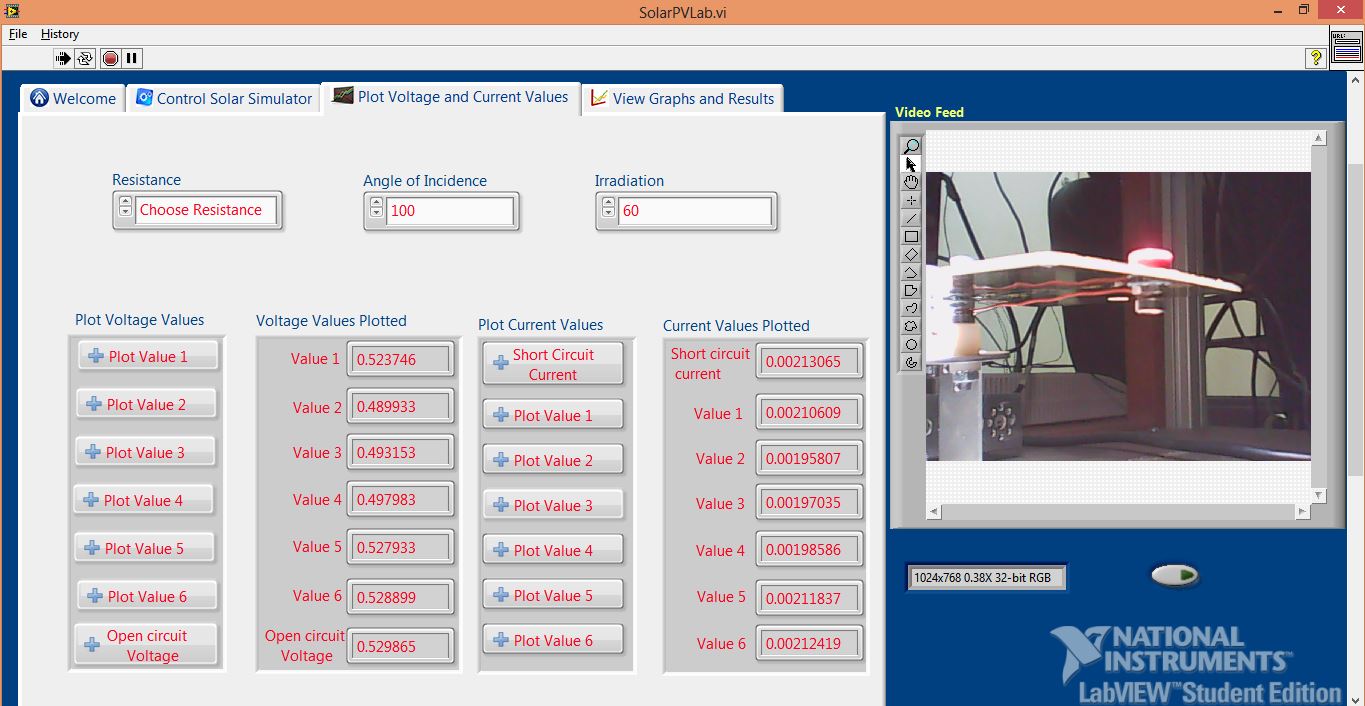 SolarPVLab.vi
File History
URL:
?
Welcome Control Solar Simulator Plot Voltage and Current Values View Graphs and Results
Video Feed
Resistance Angle of Incidence Irradiation
Choose Resistance 100 60
Plot Voltage Values
Plot Value 1
Plot Value 2
Plot Value 3
Plot Value 4
Plot Value 5
Plot Value 6
Open circuit
Voltage
Voltage Values Plotted
Value 1 0.523746
Value 2 0.489933
Value 3 0.493153
Value 4 0.497983
Value 5 0.527933
Value 6 0.528899
Open circuit
Voltage 0.529865
Plot Current Values
Short Circuit
Current
Plot Value 1
Plot Value 2
Plot Value 3
Plot Value 4
Plot Value 5
Plot Value 6
Current Values Plotted
Short circuit
current 0.00213065
Value 1 0.00210609
Value 2 0.00195807
Value 3 0.00197035
Value 4 0.00198586
Value 5 0.00211837
Value 6 0.00212419
1024x768 0.38X 32-bit RGB
NATIONAL
INSTRUMENTS™
LabVIEW™ Student Edition